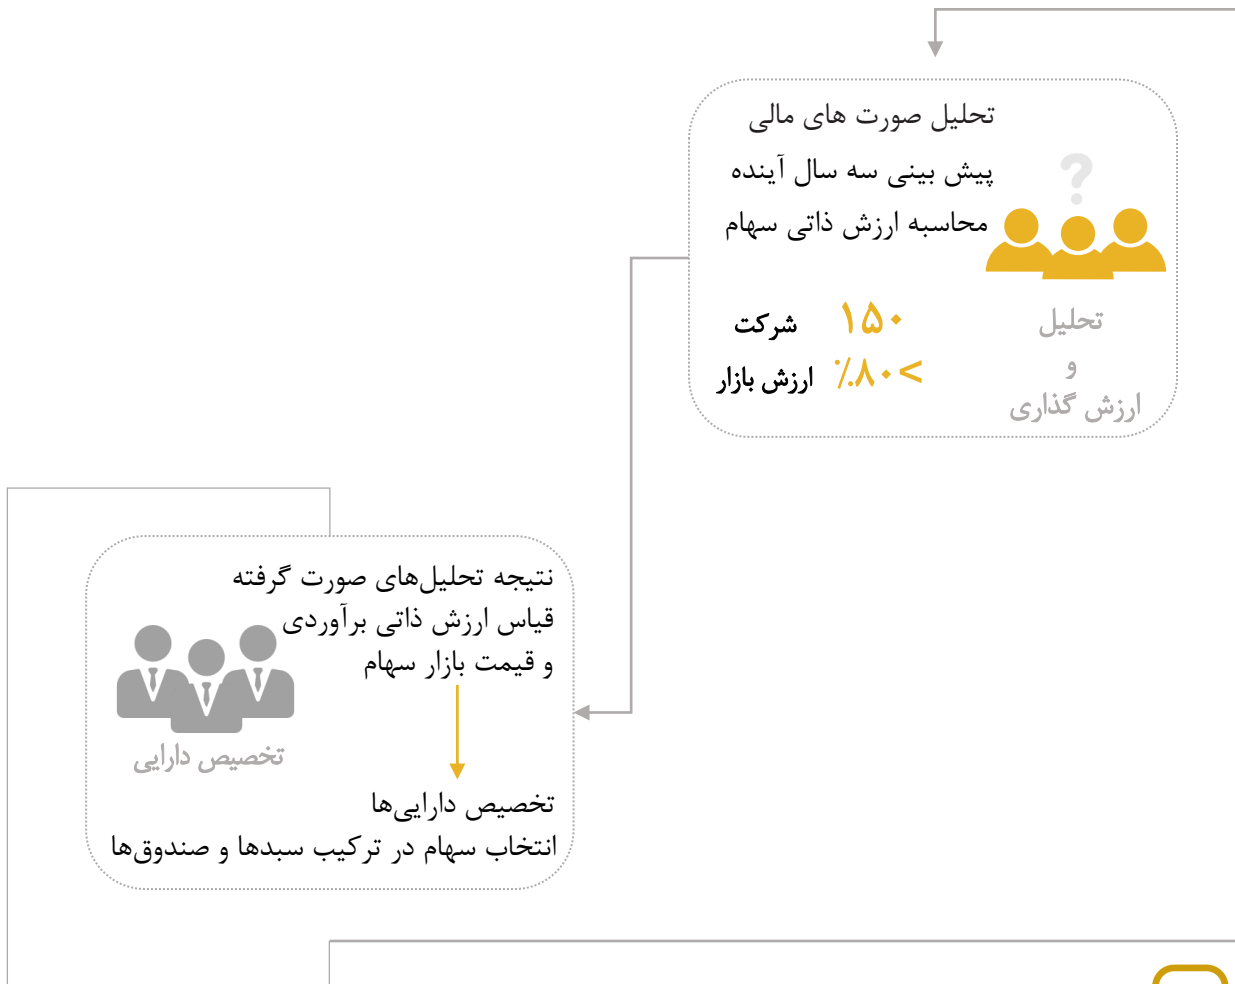 تحلیل صورت های مالی
پیش بینی سه سال آینده
محاسبه ارزش ذاتی سهام
?
۱۵۰ شرکت
>۸۰٪ ارزش بازار
تحلیل
و
ارزش گذاری
نتیجه تحلیل‌های صورت گرفته
قیاس ارزش ذاتی برآوردی
و قیمت بازار سهام
تخصیص دارایی
تخصیص دارایی‌ها
انتخاب سهام در ترکیب سبدها و صندوق‌ها